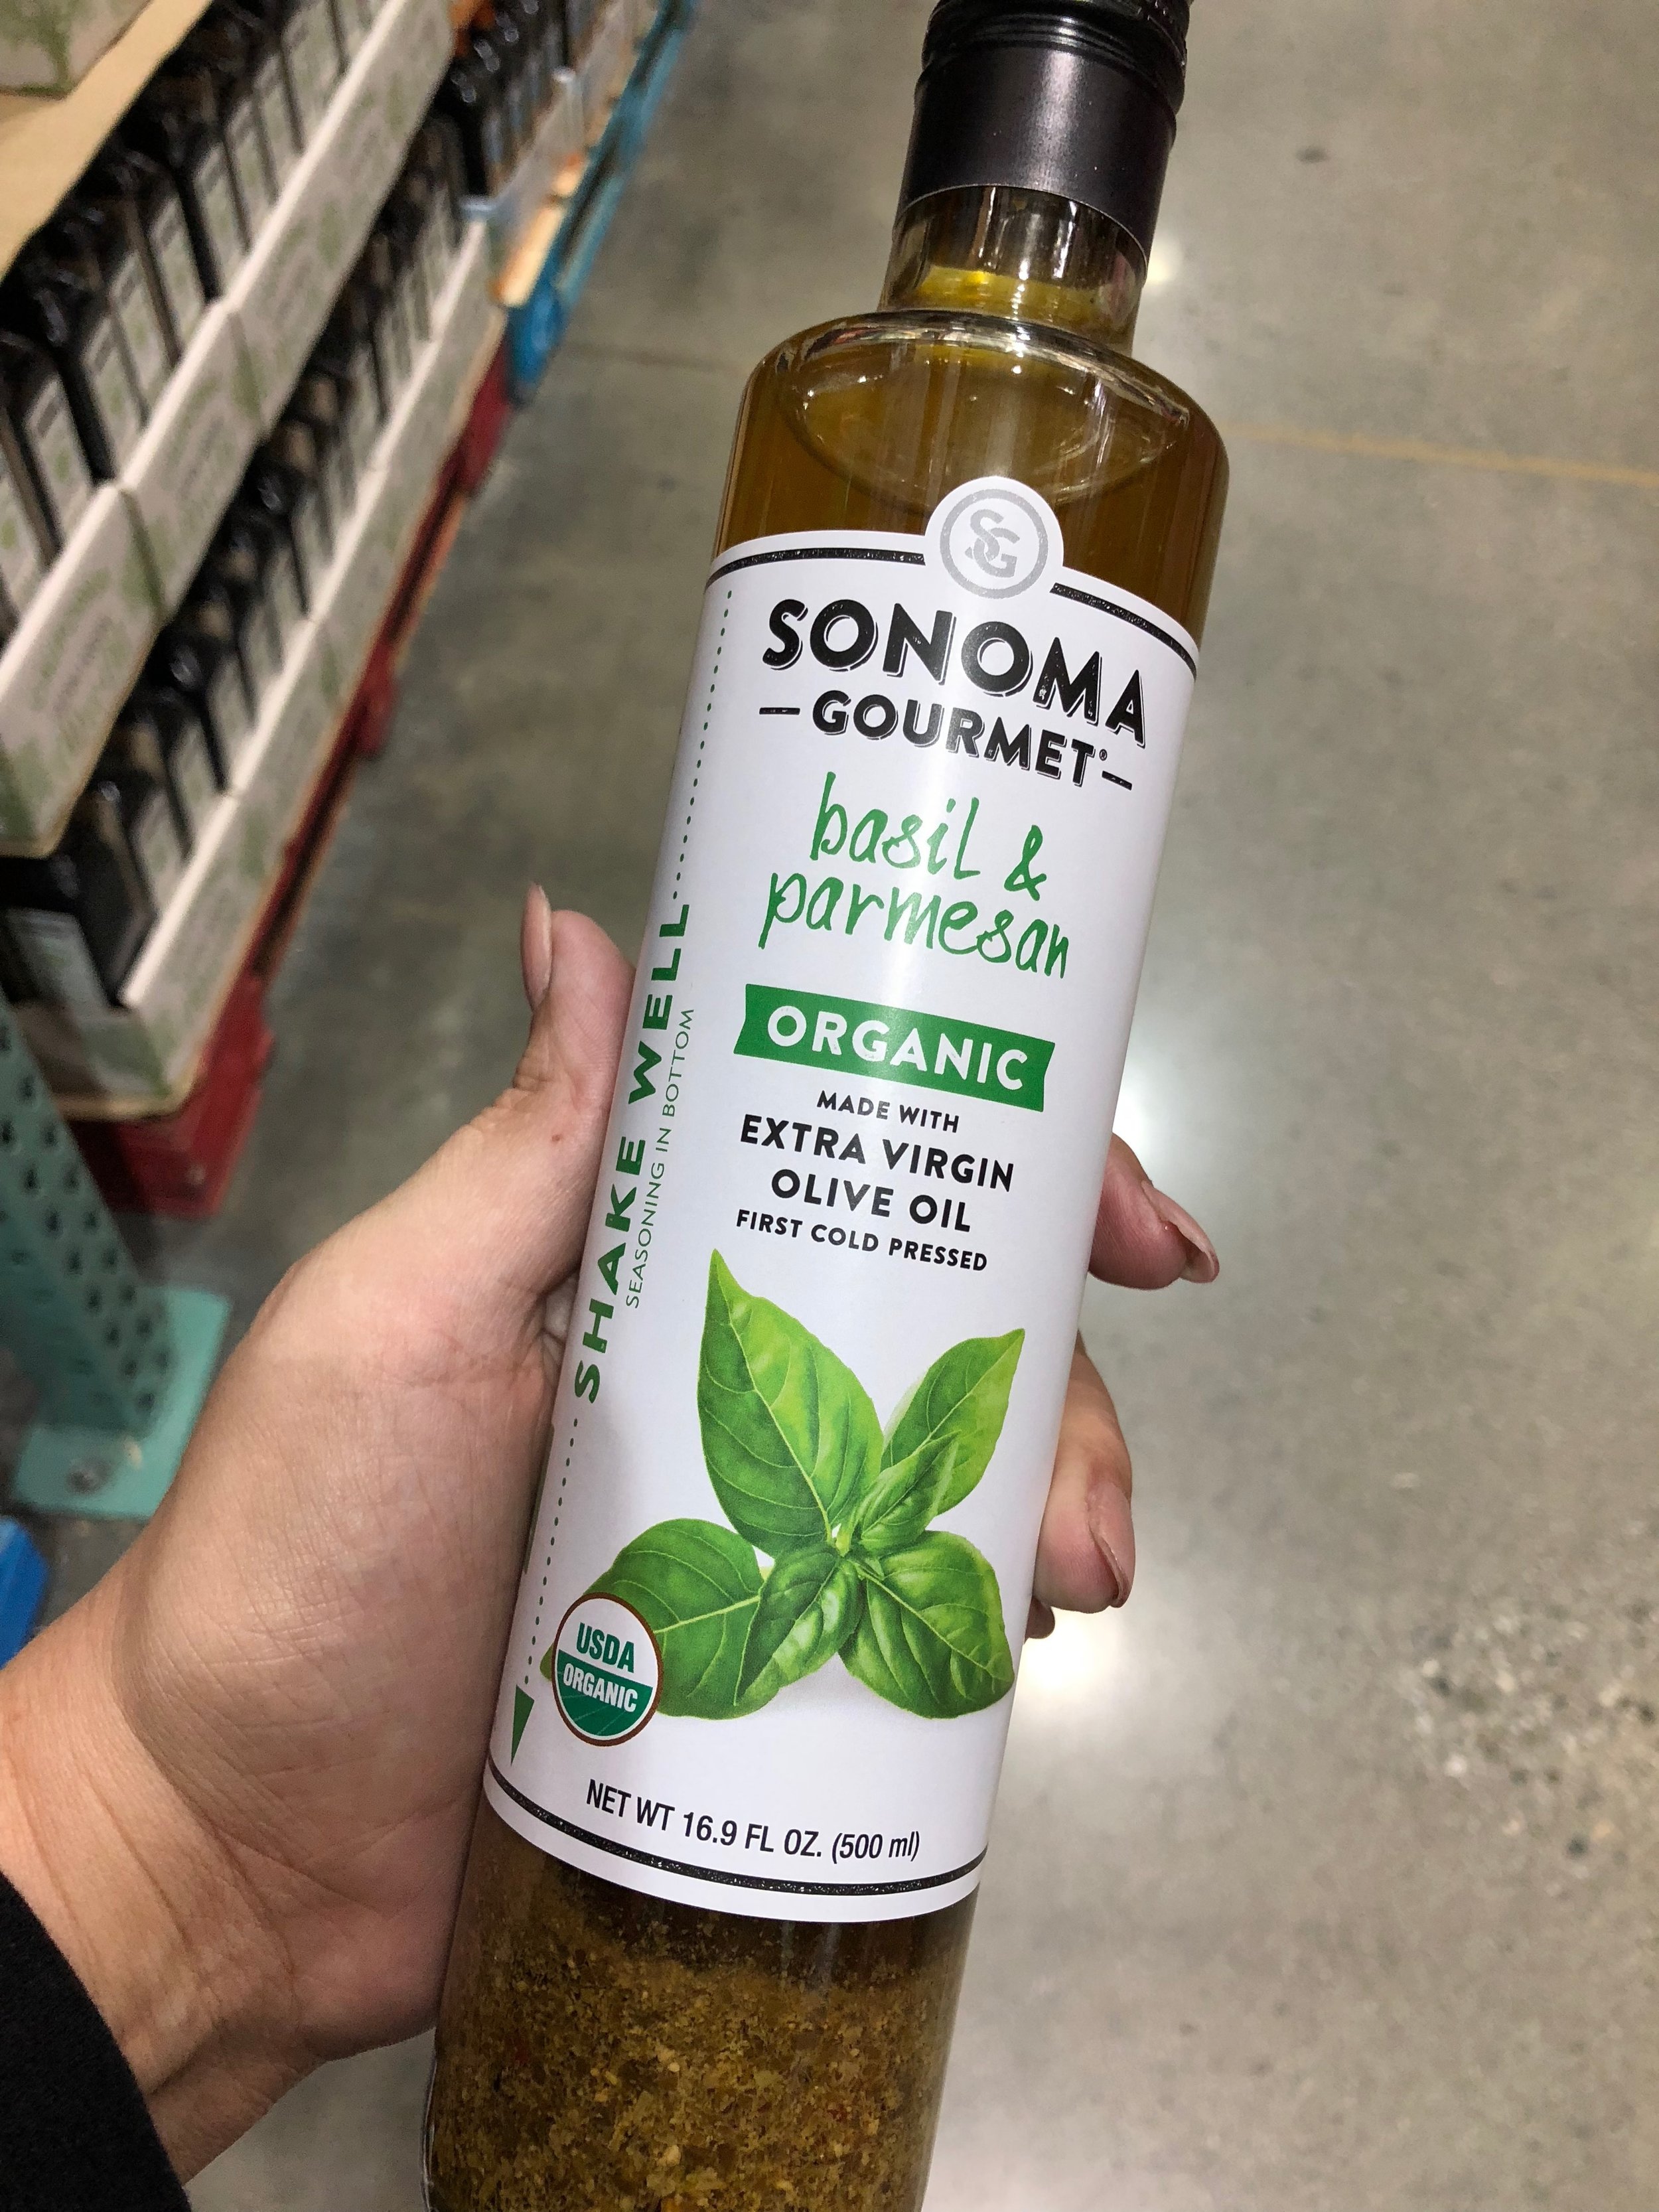 SG
SONOMA
GOURMET®
basil &
parmesan
ORGANIC
MADE WITH
EXTRA VIRGIN
OLIVE OIL
FIRST COLD PRESSED
SHAKE WELL
SEASONING IN BOTTOM
USDA
ORGANIC
NET WT 16.9 FL OZ. (500 ml)